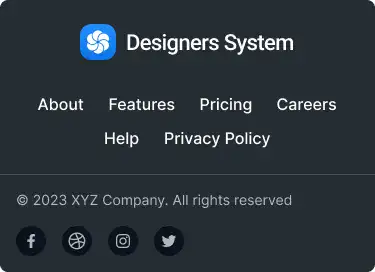 Designers System
About Features Pricing Careers
Help Privacy Policy
© 2023 XYZ Company. All rights reserved